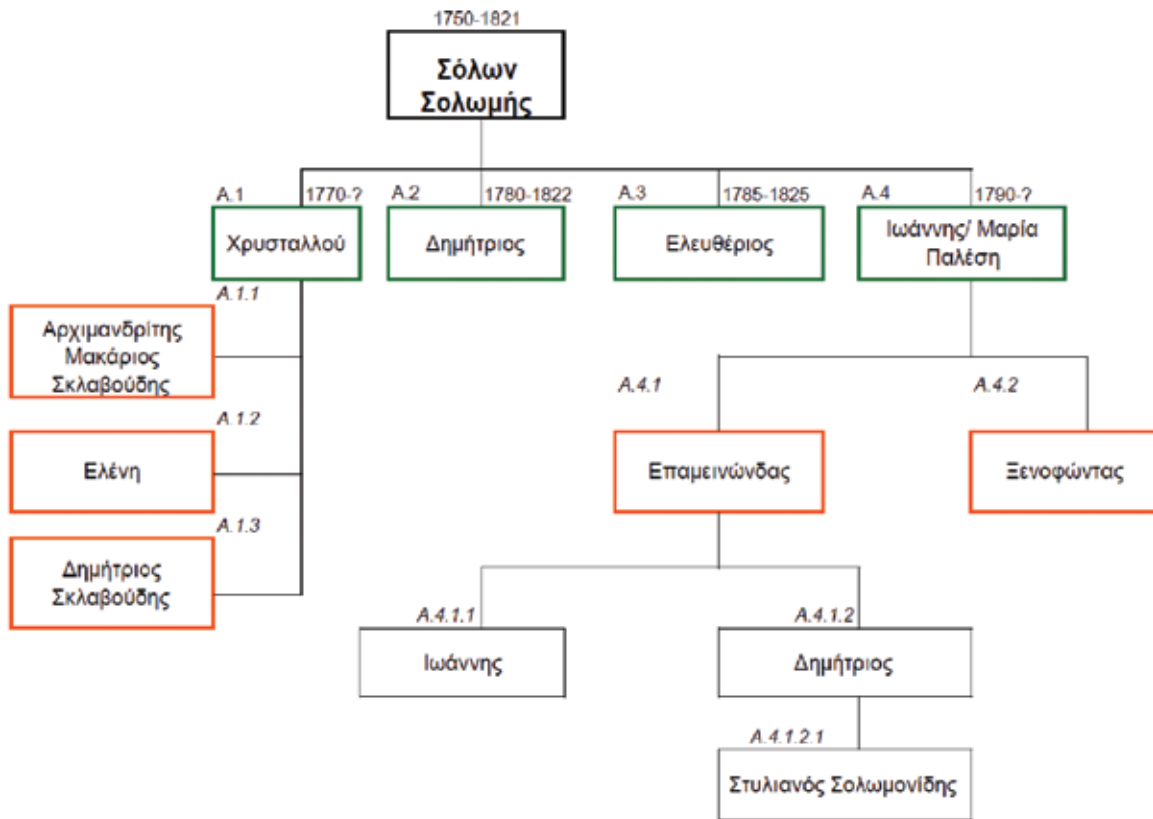 1750-1821
Σόλων
Σολωμής
A.1
1770-?
A.2
1780-1822
A.3
1785-1825
A.4
1790-?
Χρυσταλλού
Δημήτριος
Ελευθέριος
Ιωάννης/ Μαρία
Παλέση
A.1.1
Αρχιμανδρίτης
Μακάριος
Σκλαβούδης
A.4.1
A.4.2
A.1.2
Ελένη
Επαμεινώνδας
Ξενοφώντας
A.1.3
Δημήτριος
Σκλαβούδης
A.4.1.1
A.4.1.2
Ιωάννης
Δημήτριος
A.4.1.2.1
Στυλιανός Σολωμονίδης